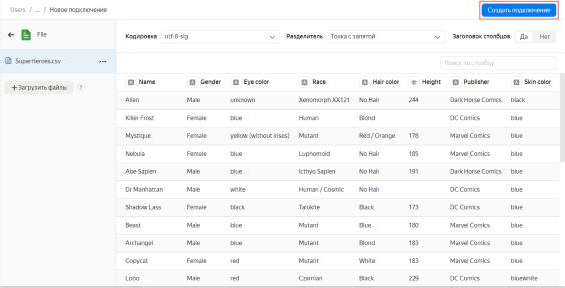 Users / ... / Новое подключение
Создать подключение
File
Кодировка utf-8-sig Разделитель Точка с запятой Заголовок столбцов Да Нет
SuperHeroes.csv ...
Поиск по столбцу
+ Загрузить файлы ?
Name Gender Eye color Race Hair color Height Publisher Skin color
Alien Male unknown Xenomorph XX121 No Hair 244 Dark Horse Comics black
Killer Frost Female blue Human Blond DC Comics blue
Mystique Female yellow (without irises) Mutant Red / Orange 178 Marvel Comics blue
Nebula Female blue Luphomoid No Hair 185 Marvel Comics blue
Abe Sapien Male blue Icthyo Sapien No Hair 191 Dark Horse Comics blue
Dr Manhattan Male white Human / Cosmic No Hair DC Comics blue
Shadow Lass Female black Talokite Black 173 DC Comics blue
Beast Male blue Mutant Blue 180 Marvel Comics blue
Archangel Male blue Mutant Blond 183 Marvel Comics blue
Copycat Female red Mutant White 183 Marvel Comics blue
Lobo Male red Czarnian Black 229 DC Comics bluewhite